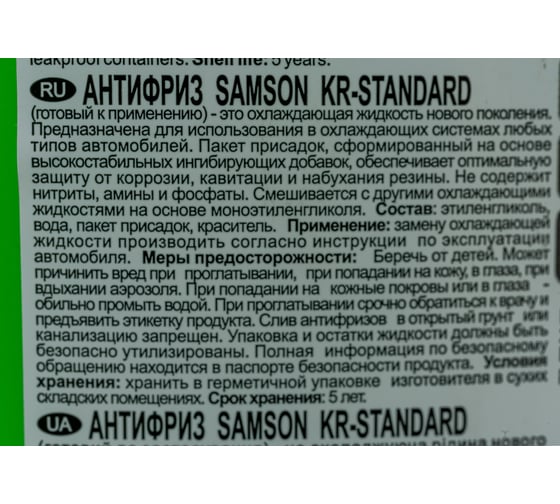 leakproof containers. Shelf life: 5 years.
RU АНТИФРИЗ SAMSON KR-STANDARD
(готовый к применению) - это охлаждающая жидкость нового поколения.
Предназначена для использования в охлаждающих системах любых
типов автомобилей. Пакет присадок, сформированный на основе
высокостабильных ингибирующих добавок, обеспечивает оптимальную
защиту от коррозии, кавитации и набухания резины. Не содержит
нитриты, амины и фосфаты. Смешивается с другими охлаждающими
жидкостями на основе моноэтиленгликоля. Состав: этиленгликоль,
вода, пакет присадок, краситель. Применение: замену охлаждающей
жидкости производить согласно инструкции по эксплуатации
автомобиля. Меры предосторожности: Беречь от детей. Может
причинить вред при проглатывании, при попадании на кожу, в глаза, при
вдыхании аэрозоля. При попадании на кожные покровы или в глаза -
обильно промыть водой. При проглатывании срочно обратиться к врачу и
предъявить этикетку продукта. Слив антифризов в открытый грунт или
канализацию запрещен. Упаковка и остатки жидкости должны быть
безопасно утилизированы. Полная информация по безопасному
обращению находится в паспорте безопасности продукта. Условия
хранения: хранить в герметичной упаковке изготовителя в сухих
складских помещениях. Срок хранения: 5 лет.
UA АНТИФРИЗ SAMSON KR-STANDARD